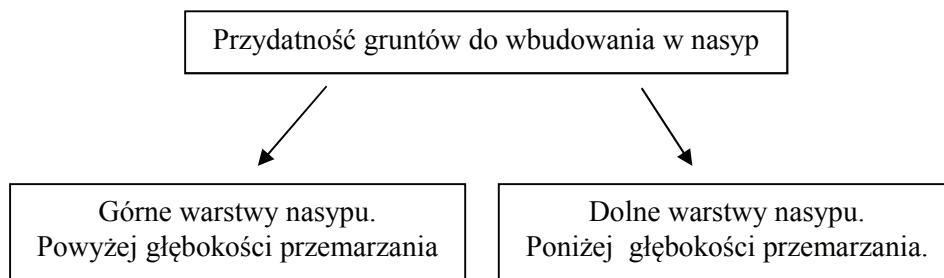 Przydatność gruntów do wbudowania w nasyp
Górne warstwy nasypu.
Powyżej głębokości przemarzania
Dolne warstwy nasypu.
Poniżej głębokości przemarzania.